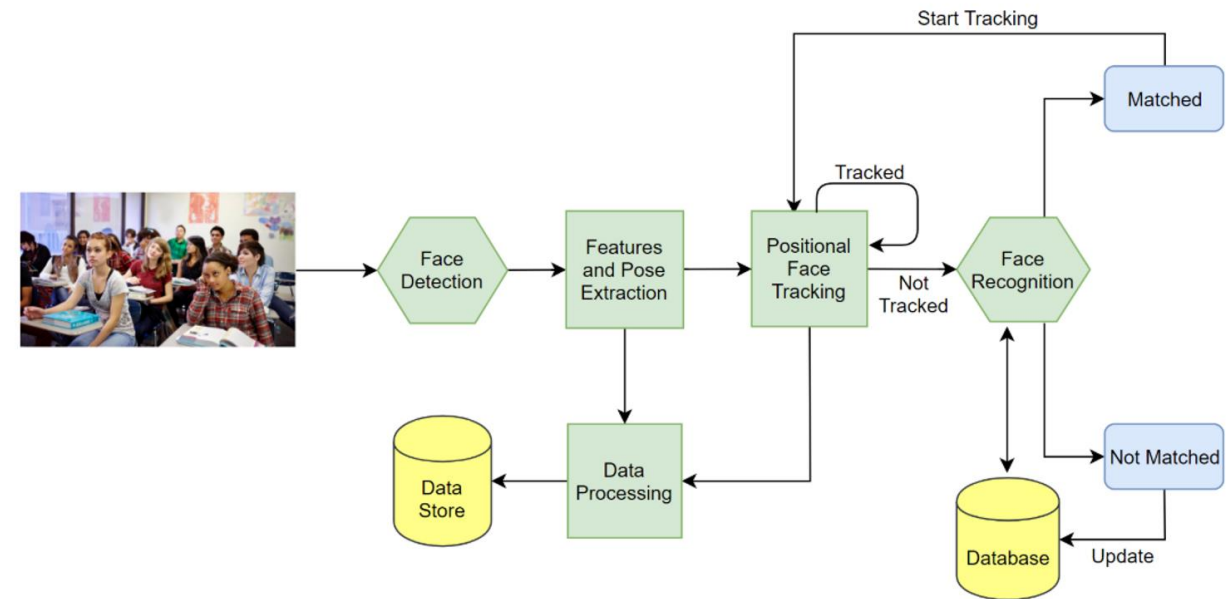 Start Tracking
Matched
Tracked
Face
Detection
Features
and Pose
Extraction
Positional
Face
Tracking
Not
Tracked
Face
Recognition
Data
Store
Data
Processing
Not Matched
Database
Update